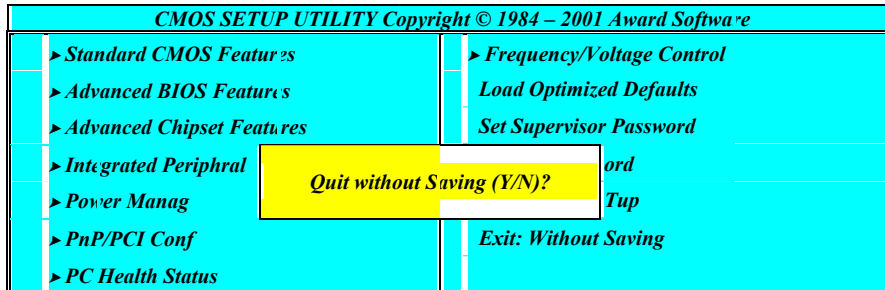 CMOS SETUP UTILITY Copyright © 1984 – 2001 Award Software
▸ Standard CMOS Features
▸ Advanced BIOS Features
▸ Advanced Chipset Features
▸ Integrated Periphral
▸ Power Manag
▸ PnP/PCI Conf
▸ PC Health Status
▸ Frequency/Voltage Control
Load Optimized Defaults
Set Supervisor Password
ord
Tup
Exit: Without Saving
Quit without Saving (Y/N)?